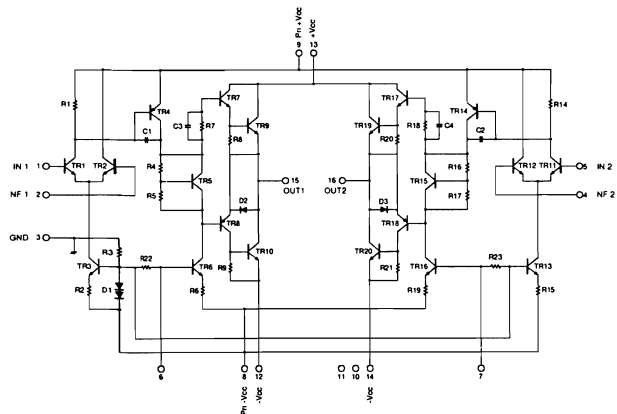 Pri +Vcc
+Vcc
9
13
R1
TR4
TR7
TR17
TR14
R14
C1
C3
R7
TR9
TR19
R18
C4
C2
R8
R20
IN 1
1
TR1
TR2
R4
R16
TR12
TR11
5
IN 2
NF 1
2
R5
TR5
D2
15
OUT1
16
OUT2
D3
TR15
R17
4
NF 2
TR8
TR18
GND
3
R3
TR10
TR20
TR3
R22
TR6
R9
R21
TR16
R23
TR13
R2
D1
R6
R19
R15
6
8
12
11
10
14
7
Pri -Vcc
-Vcc
-Vcc